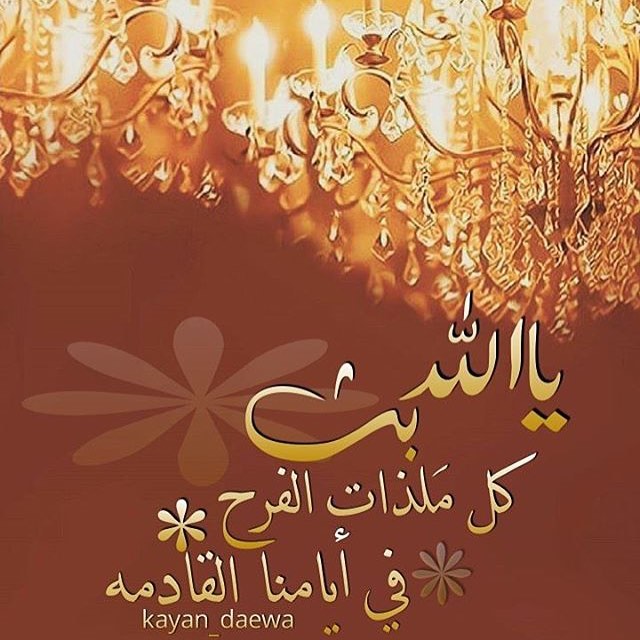 ياالله
بث
كل مَلذات الفرح
في أيامنا القادمه
kayan_daewa